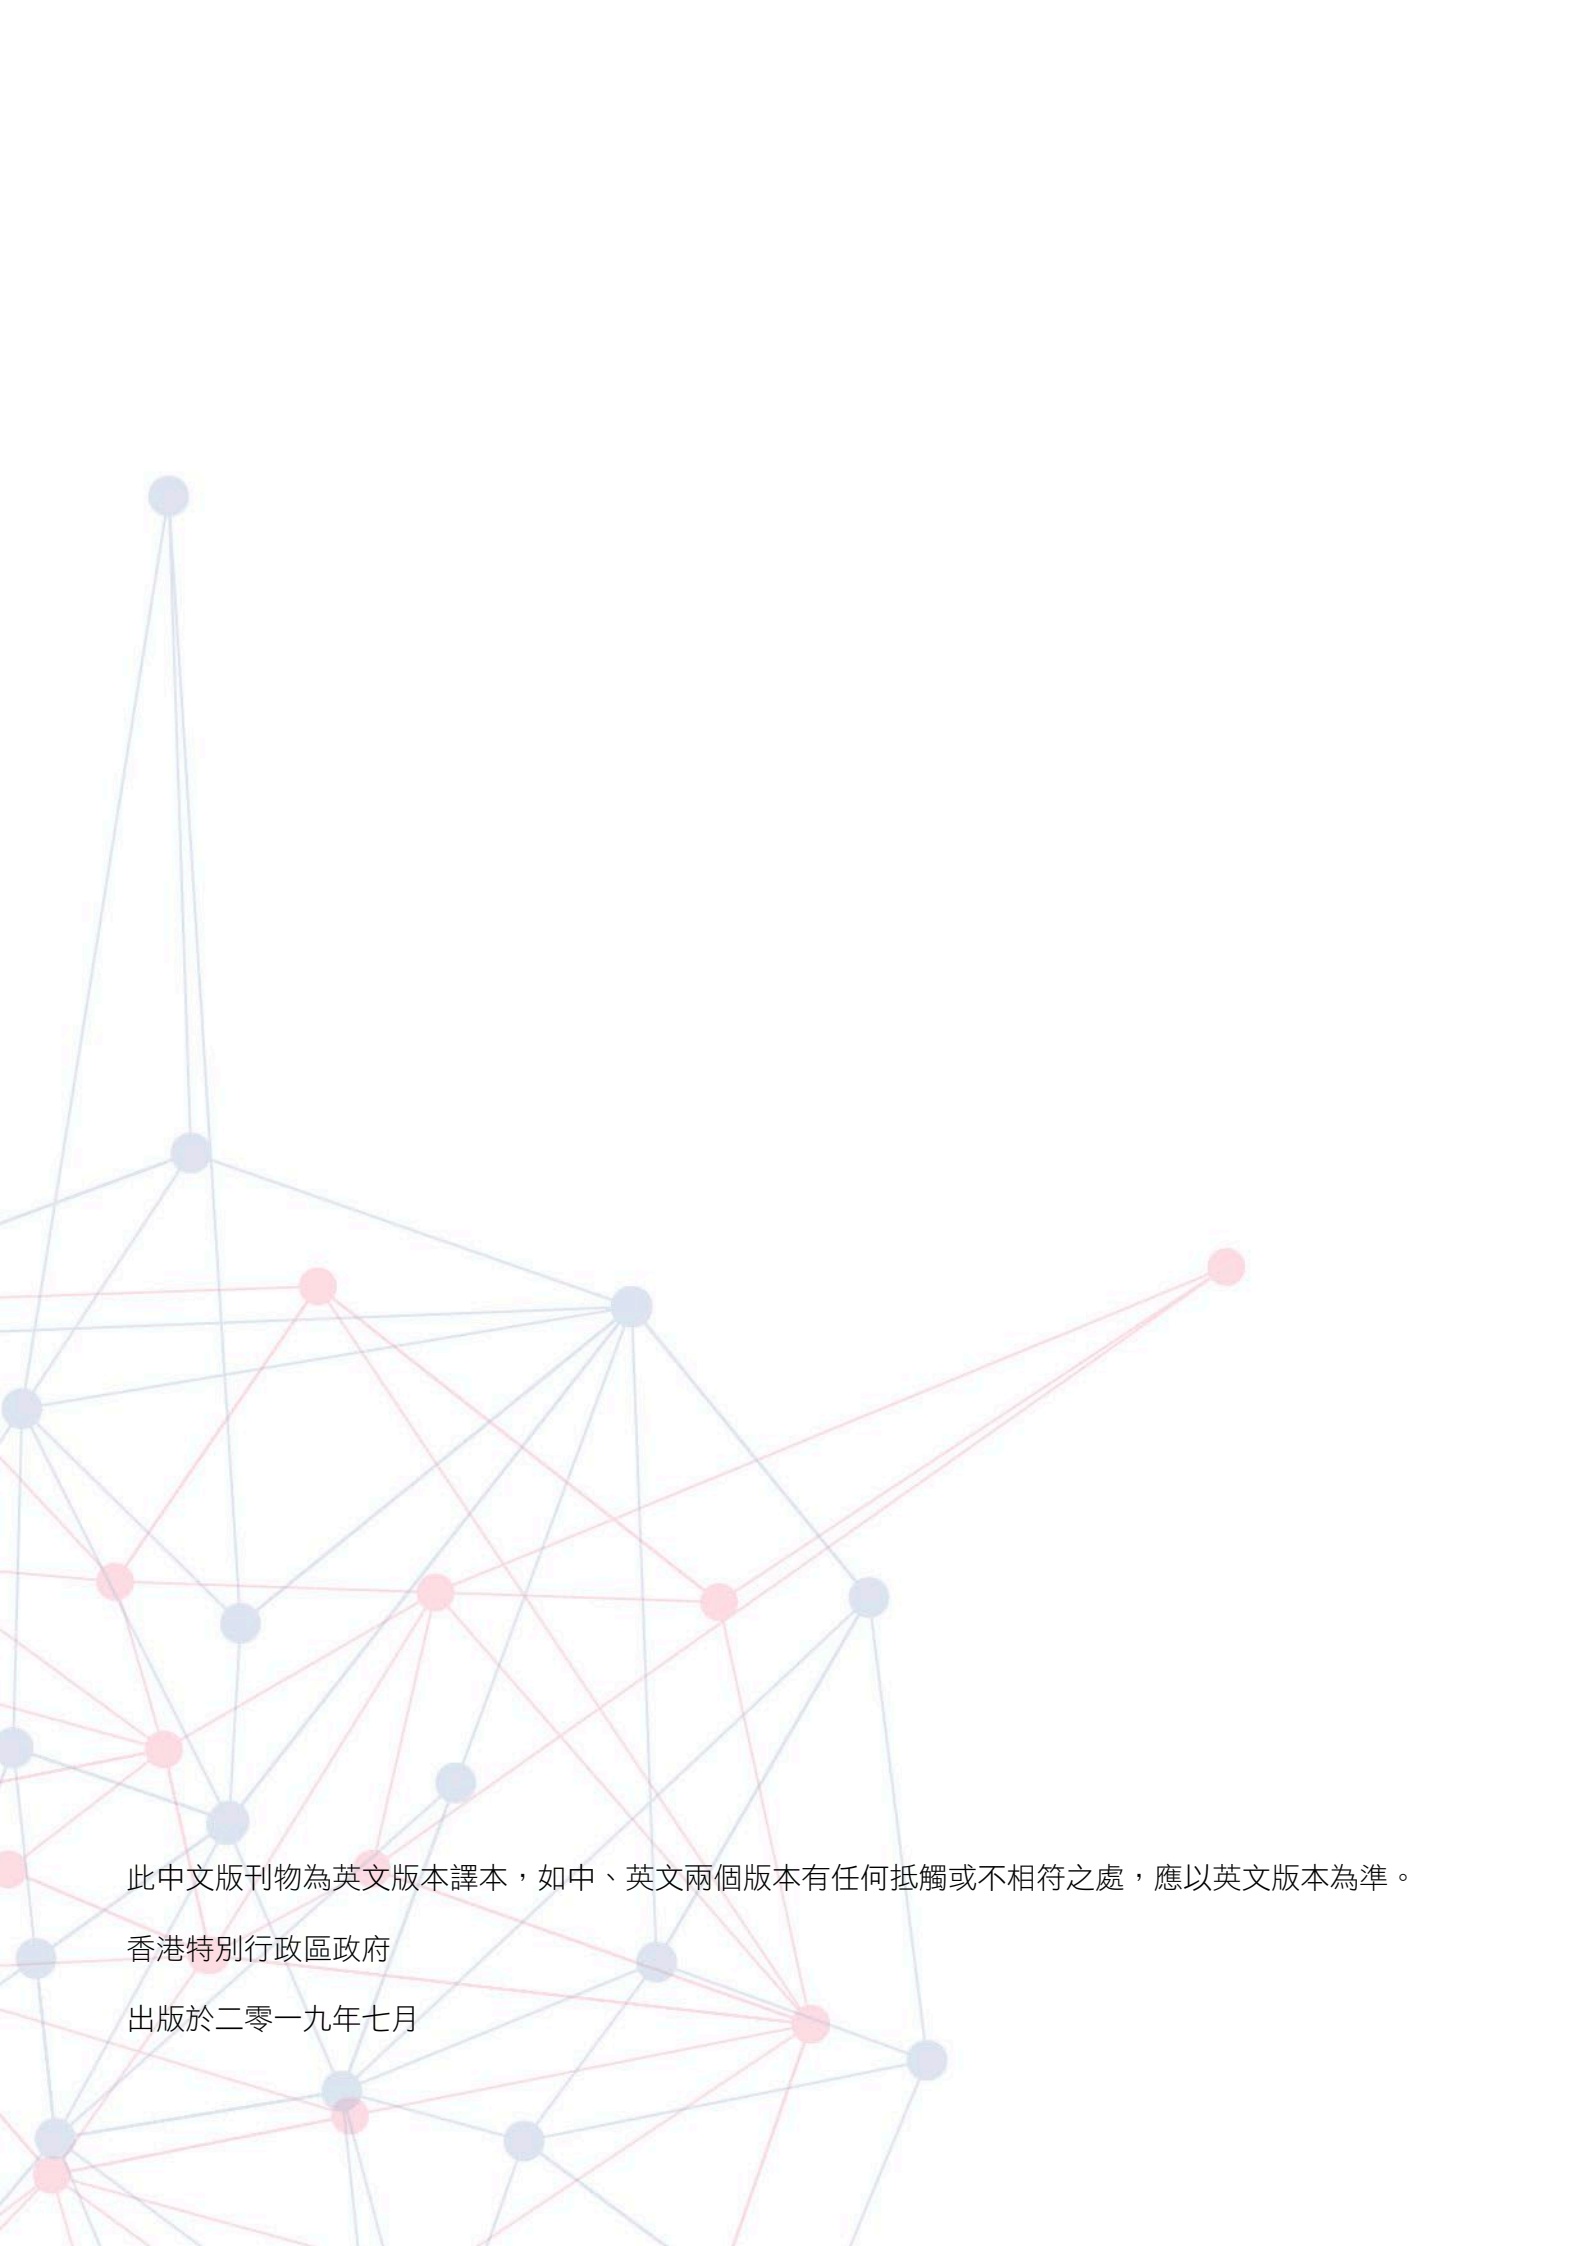 此中文版刊物為英文版本譯本，如中、英文兩個版本有任何抵觸或不相符之處，應以英文版本為準。
香港特別行政區政府
出版於二零一九年七月